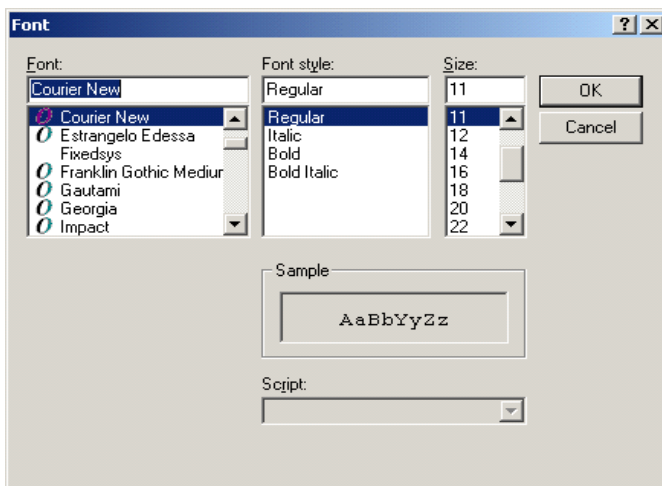 Font
Font: Font style: Size:
Courier New Regular 11
OK
Courier New Regular 11
Estrangelo Edessa Italic 12
Cancel
Fixedsys Bold 14
Franklin Gothic Mediur Bold Italic 16
Gautami 18
Georgia 20
Impact 22
Sample
AaBbYyZz
Script: